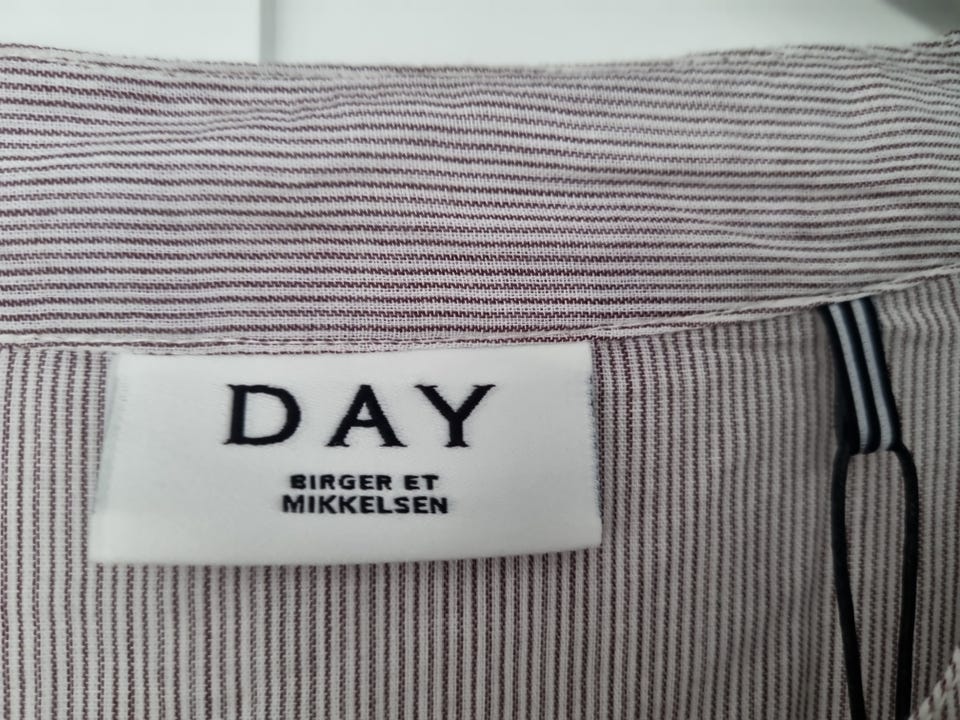 DAY
BIRGER ET
MIKKELSEN